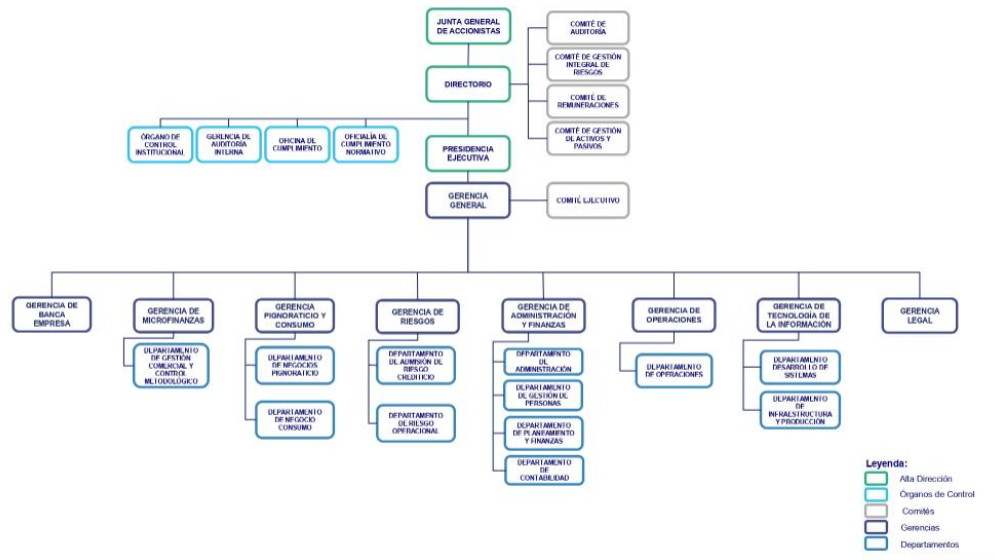 JUNTA GENERAL
DE ACCIONISTAS
COMITÉ DE
AUDITORÍA
COMITÉ DE GESTIÓN
INTEGRAL DE
RIESGOS
DIRECTORIO
COMITÉ DE
REMUNERACIONES
COMITÉ DE GESTIÓN
DE ACTIVOS Y
PASIVOS
ÓRGANO DE
CONTROL
INSTITUCIONAL
GERENCIA DE
AUDITORÍA
INTERNA
OFICINA DE
CUMPLIMIENTO
OFICIALÍA DE
CUMPLIMIENTO
NORMATIVO
PRESIDENCIA
EJECUTIVA
GERENCIA
GENERAL
COMITÉ EJECUTIVO
GERENCIA DE
BANCA
EMPRESA
GERENCIA DE
MICROFINANZAS
GERENCIA
PIGNORATICIO Y
CONSUMO
GERENCIA DE
RIESGOS
GERENCIA DE
ADMINISTRACIÓN
Y FINANZAS
GERENCIA DE
OPERACIONES
GERENCIA DE
TECNOLOGÍA DE
LA INFORMACIÓN
GERENCIA
LEGAL
DEPARTAMENTO
DE GESTIÓN
COMERCIAL Y
CONTROL
METODOLÓGICO
DEPARTAMENTO
DE NEGOCIOS
PIGNORATICIO
DEPARTAMENTO
DE NEGOCIO
CONSUMO
DEPARTAMENTO
DE ADMISIÓN DE
RIESGO
CREDITICIO
DEPARTAMENTO
DE RIESGO
OPERACIONAL
DEPARTAMENTO
DE
ADMINISTRACIÓN
DEPARTAMENTO
DE GESTIÓN DE
PERSONAS
DEPARTAMENTO
DE PLANEAMIENTO
Y FINANZAS
DEPARTAMENTO
DE
CONTABILIDAD
DEPARTAMENTO
DE OPERACIONES
DEPARTAMENTO
DESARROLLO DE
SISTEMAS
DEPARTAMENTO
DE
INFRAESTRUCTURA
Y PRODUCCIÓN
Leyenda:
Alta Dirección
Órganos de Control
Comités
Gerencias
Departamentos